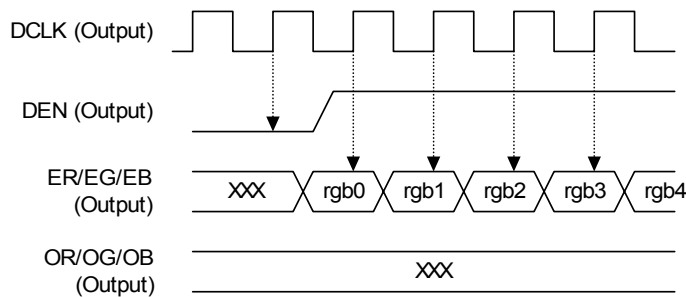 DCLK (Output)
DEN (Output)
ER/EG/EB
(Output)
XXX rgb0 rgb1 rgb2 rgb3 rgb4
OR/OG/OB
(Output)
XXX